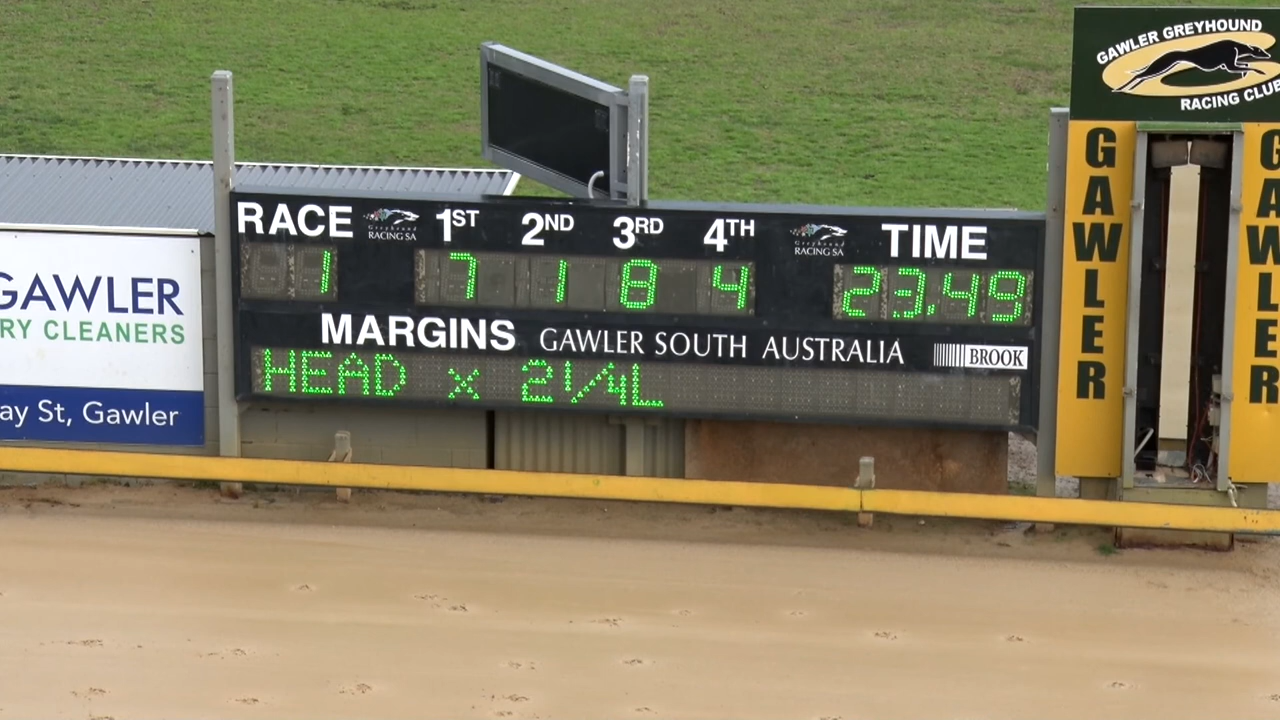 GAWLER GREYHOUND
RACING CLUB
RACE 1ST 2ND 3RD 4TH TIME
Greyhound
RACING SA
Greyhound
RACING SA
1 7 1 8 4 23.49
MARGINS GAWLER SOUTH AUSTRALIA BROOK
HEAD x 2 1/4L
GAWLER
RY CLEANERS
ay St, Gawler
GAWLER
GAWLER